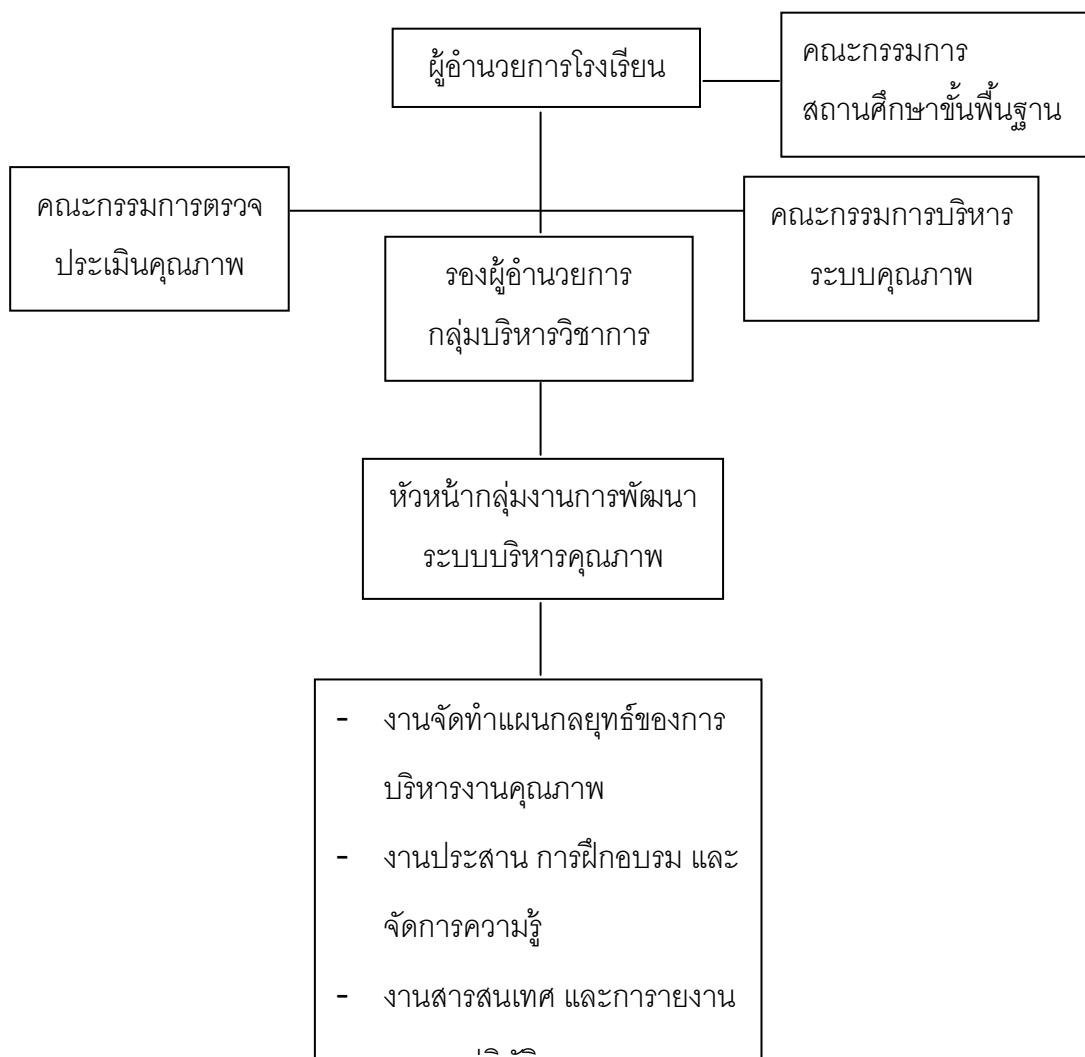 ผู้อำนวยการโรงเรียน
คณะกรรมการ
สถานศึกษาขั้นพื้นฐาน
คณะกรรมการตรวจ
ประเมินคุณภาพ
คณะกรรมการบริหาร
ระบบคุณภาพ
รองผู้อำนวยการ
กลุ่มบริหารวิชาการ
หัวหน้ากลุ่มงานการพัฒนา
ระบบบริหารคุณภาพ
- งานจัดทำแผนกลยุทธ์ของการ
บริหารงานคุณภาพ
- งานประสาน การฝึกอบรม และ
จัดการความรู้
- งานสารสนเทศ และการายงาน